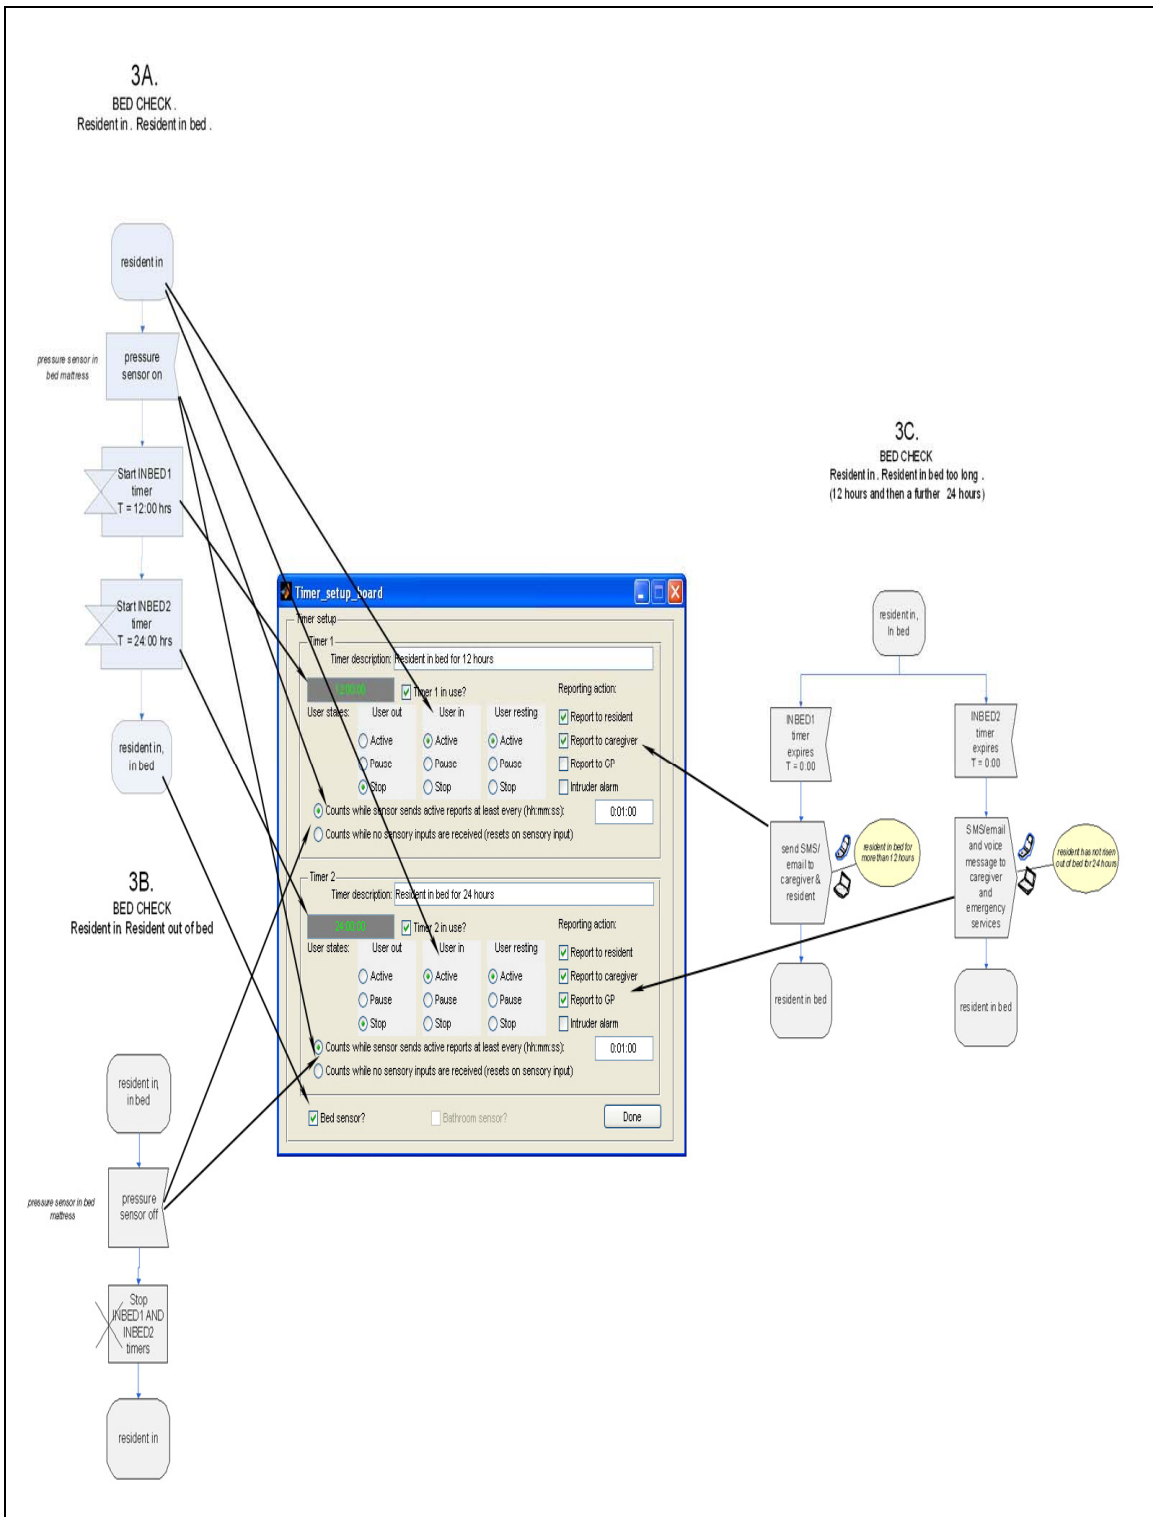 3A.
BED CHECK .
Resident in . Resident in bed .
resident in
pressure sensor in
bed mattress
pressure
sensor on
Start INBED1
timer
T = 12:00 hrs
Start INBED2
timer
T = 24:00 hrs
resident in,
in bed
3B.
BED CHECK
Resident in. Resident out of bed
resident in,
in bed
pressure sensor in bed
mattress
pressure
sensor off
Stop
INBED1 AND
INBED2
timers
resident in
Timer_setup_board
Timer setup
Timer 1
Timer description: Resident in bed for 12 hours
12:00:00
Timer 1 in use?
Reporting action:
User states: User out User in User resting
Report to resident
Active Active Active
Report to caregiver
Pause Pause Pause
Report to GP
Stop Stop Stop
Intruder alarm
Counts while sensor sends active reports at least every (hh:mm:ss): 0:01:00
Counts while no sensory inputs are received (resets on sensory input)
Timer 2
Timer description: Resident in bed for 24 hours
24:00:00
Timer 2 in use?
Reporting action:
User states: User out User in User resting
Report to resident
Active Active Active
Report to caregiver
Pause Pause Pause
Report to GP
Stop Stop Stop
Intruder alarm
Counts while sensor sends active reports at least every (hh:mm:ss): 0:01:00
Counts while no sensory inputs are received (resets on sensory input)
Bed sensor? Bathroom sensor? Done
3C.
BED CHECK
Resident in . Resident in bed too long .
(12 hours and then a further 24 hours)
resident in,
In bed
INBED1
timer
expires
T = 0:00
send SMS/
email to
caregiver &
resident
resident in bed for
more than 12 hours
resident in bed
INBED2
timer
expires
T = 0:00
SMS/email
and voice
message to
caregiver
and
emergency
services
resident has not risen
out of bed for 24 hours
resident in bed